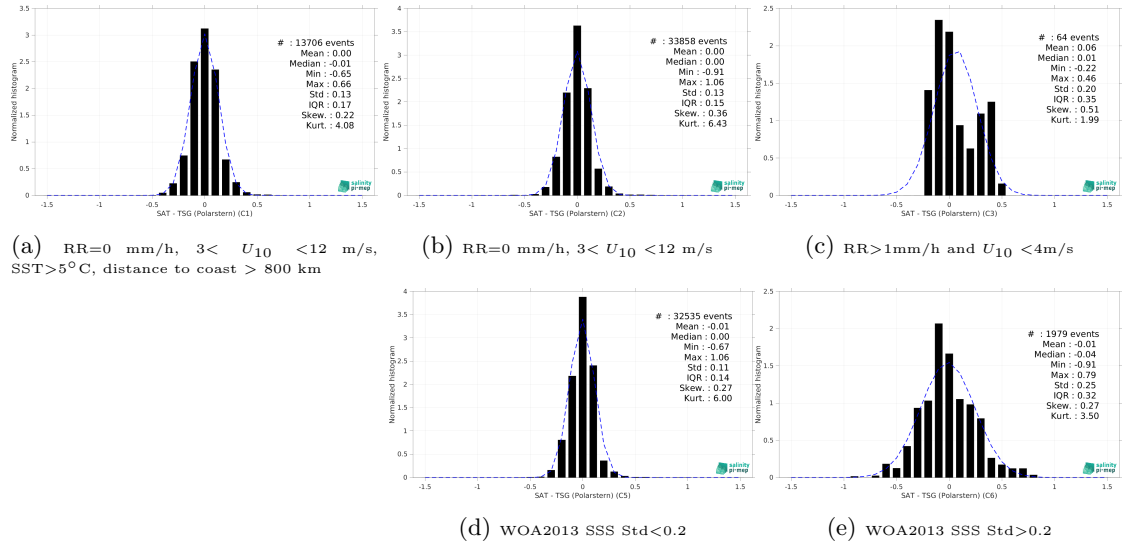 3.5
3
2.5
2
1.5
1
0.5
0
-1.5 -1 -0.5 0 0.5 1 1.5
Normalized histogram
SAT - TSG (Polarstern) (C1)
# : 13706 events
Mean : 0.00
Median : -0.01
Min : -0.65
Max : 0.66
Std : 0.13
IQR : 0.17
Skew. : 0.22
Kurt. : 4.08
salinity
pi-mep
(a) RR=0 mm/h, 3< U10 <12 m/s,
SST>5°C, distance to coast > 800 km
4
3.5
3
2.5
2
1.5
1
0.5
0
-1.5 -1 -0.5 0 0.5 1 1.5
Normalized histogram
SAT - TSG (Polarstern) (C2)
# : 33858 events
Mean : 0.00
Median : 0.00
Min : -0.91
Max : 1.06
Std : 0.13
IQR : 0.15
Skew. : 0.36
Kurt. : 6.43
salinity
pi-mep
(b) RR=0 mm/h, 3< U10 <12 m/s
2.5
2
1.5
1
0.5
0
-1.5 -1 -0.5 0 0.5 1 1.5
Normalized histogram
SAT - TSG (Polarstern) (C3)
# : 64 events
Mean : 0.06
Median : 0.01
Min : -0.22
Max : 0.46
Std : 0.20
IQR : 0.35
Skew. : 0.51
Kurt. : 1.99
salinity
pi-mep
(c) RR>1mm/h and U10 <4m/s
4
3.5
3
2.5
2
1.5
1
0.5
0
-1.5 -1 -0.5 0 0.5 1 1.5
Normalized histogram
SAT - TSG (Polarstern) (C5)
# : 32535 events
Mean : -0.01
Median : 0.00
Min : -0.67
Max : 1.06
Std : 0.11
IQR : 0.14
Skew. : 0.27
Kurt. : 6.00
salinity
pi-mep
(d) WOA2013 SSS Std<0.2
2.5
2
1.5
1
0.5
0
-1.5 -1 -0.5 0 0.5 1 1.5
Normalized histogram
SAT - TSG (Polarstern) (C6)
# : 1979 events
Mean : -0.01
Median : -0.04
Min : -0.91
Max : 0.79
Std : 0.25
IQR : 0.32
Skew. : 0.27
Kurt. : 3.50
salinity
pi-mep
(e) WOA2013 SSS Std>0.2